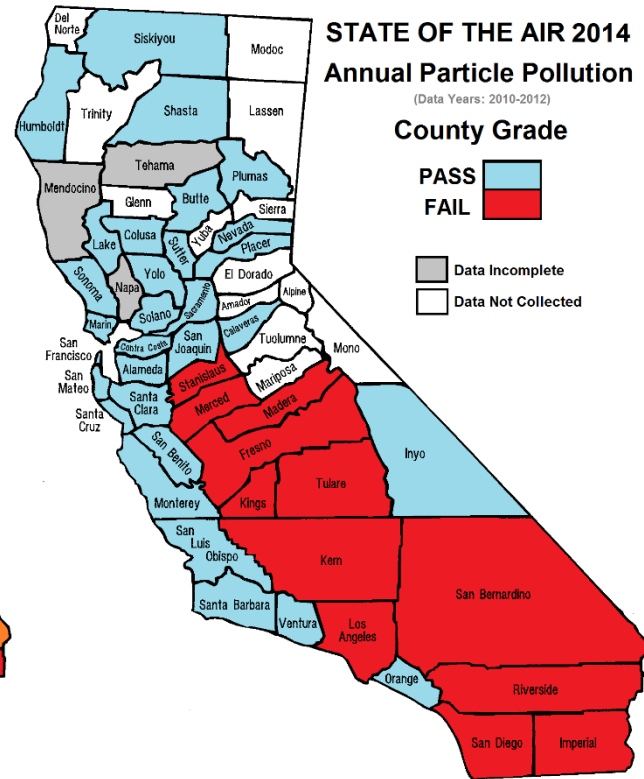 STATE OF THE AIR 2014
Annual Particle Pollution
(Data Years: 2010-2012)
County Grade
PASS
FAIL
Data Incomplete
Data Not Collected
Del
Norte
Siskiyou
Modoc
Humboldt
Trinity
Shasta
Lassen
Mendocino
Tehama
Plumas
Glenn
Butte
Sierra
Lake
Colusa
Sutter
Yuba
Nevada
Placer
Sonoma
Napa
Yolo
Sacramento
El Dorado
Marin
Solano
Amador
Alpine
Calaveras
San
Francisco
Contra Costa
San
Joaquin
Tuolumne
Mono
San
Mateo
Alameda
Stanislaus
Mariposa
Santa
Cruz
Santa
Clara
Merced
Madera
San Benito
Fresno
Inyo
Monterey
Kings
Tulare
San
Luis
Obispo
Kern
San Bernardino
Santa Barbara
Ventura
Los
Angeles
Orange
Riverside
San Diego
Imperial